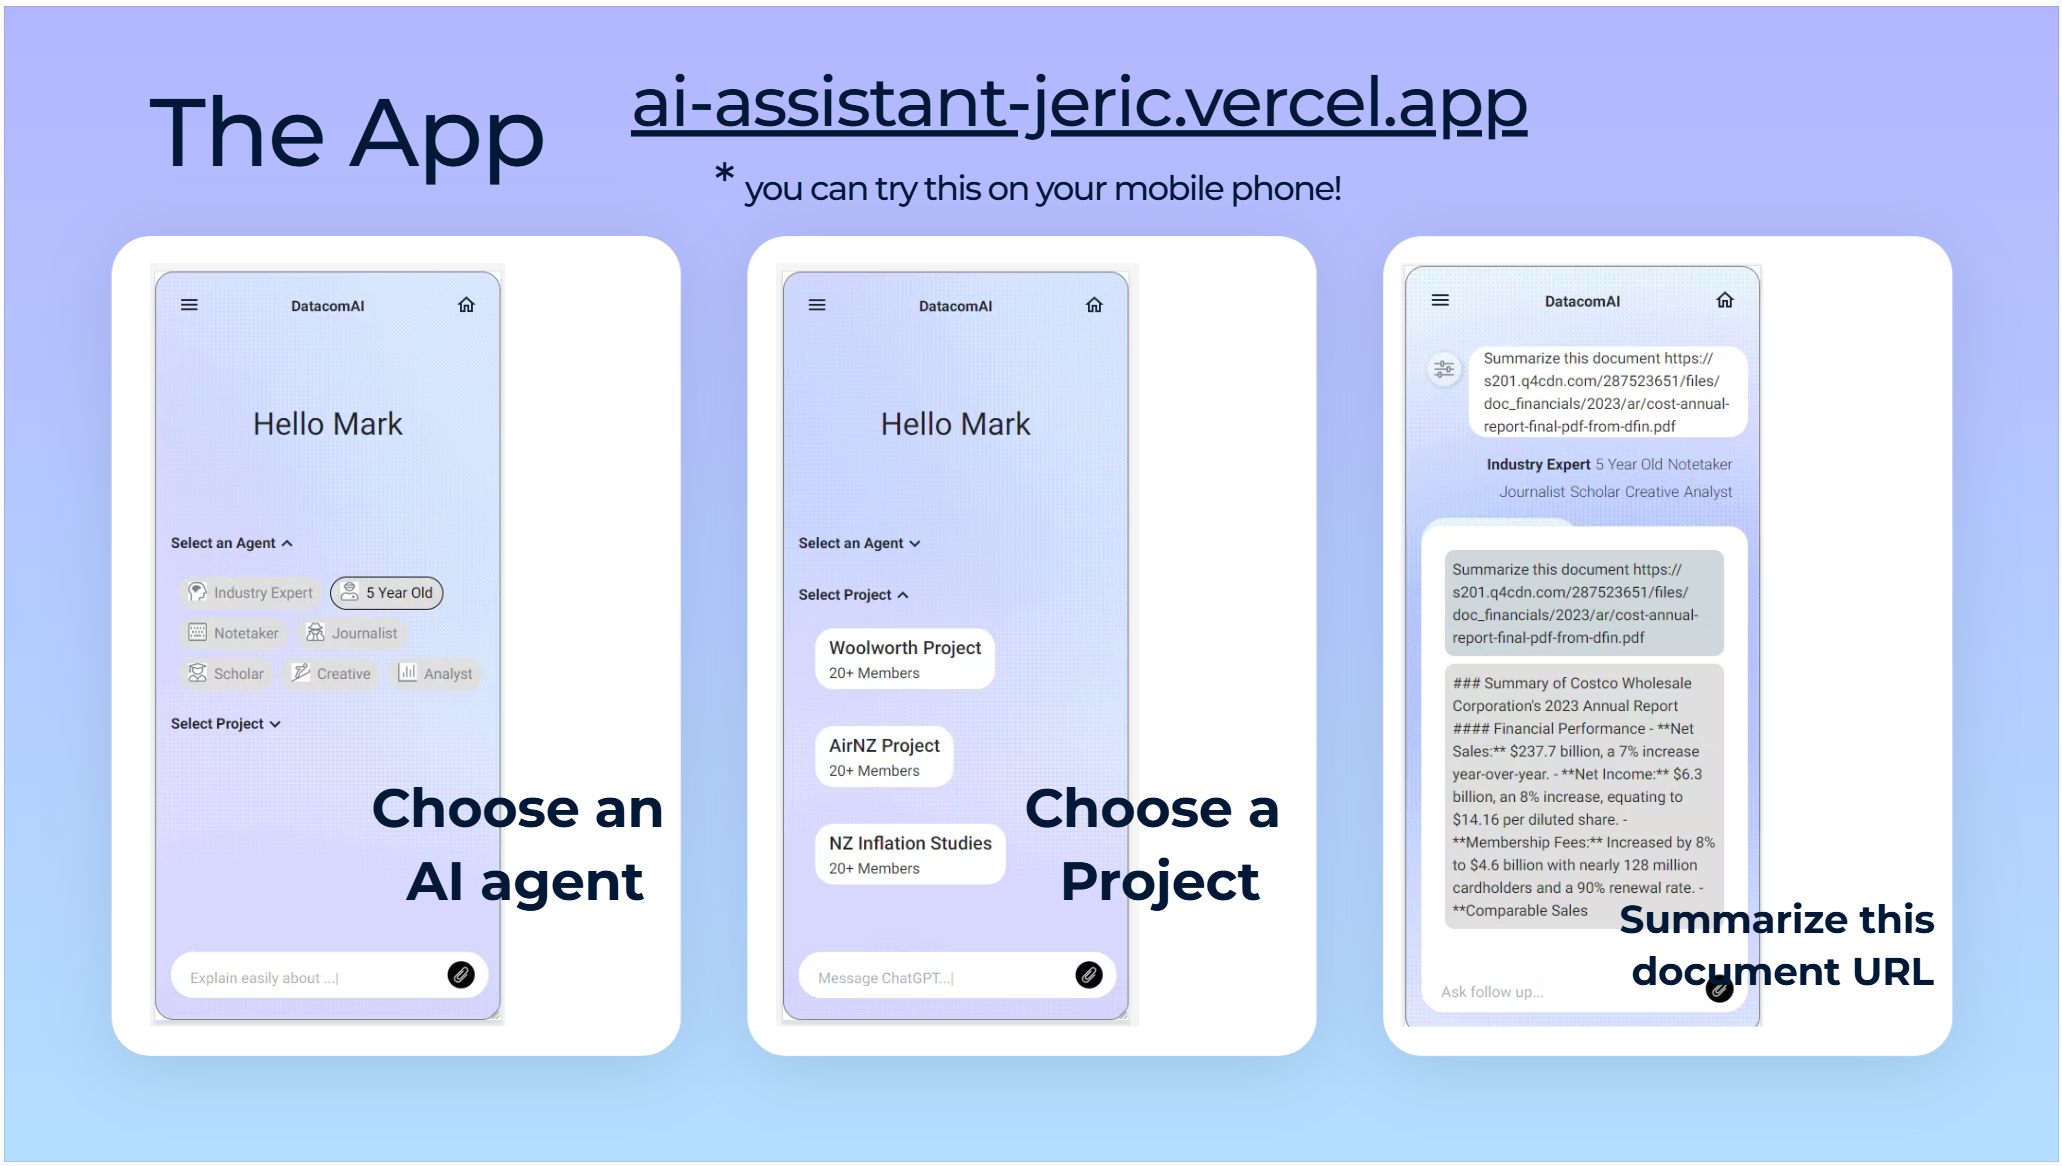 The App
ai-assistant-jeric.vercel.app
* you can try this on your mobile phone!
DatacomAI
Hello Mark
Select an Agent
Industry Expert 5 Year Old
Notetaker Journalist
Scholar Creative Analyst
Select Project
Choose an
AI agent
Explain easily about ...|
DatacomAI
Hello Mark
Select an Agent
Select Project
Woolworth Project
20+ Members
AirNZ Project
20+ Members
NZ Inflation Studies
20+ Members
Choose a
Project
Message ChatGPT...|
DatacomAI
Summarize this document https://
s201.q4cdn.com/287523651/files/
doc_financials/2023/ar/cost-annual-
report-final-pdf-from-dfin.pdf
Industry Expert 5 Year Old Notetaker
Journalist Scholar Creative Analyst
Summarize this document https://
s201.q4cdn.com/287523651/files/
doc_financials/2023/ar/cost-annual-
report-final-pdf-from-dfin.pdf
### Summary of Costco Wholesale
Corporation's 2023 Annual Report
#### Financial Performance - **Net
Sales:** $237.7 billion, a 7% increase
year-over-year. - **Net Income:** $6.3
billion, an 8% increase, equating to
$14.16 per diluted share. -
**Membership Fees:** Increased by 8%
to $4.6 billion with nearly 128 million
cardholders and a 90% renewal rate. -
**Comparable Sales
Summarize this
document URL
Ask follow up...